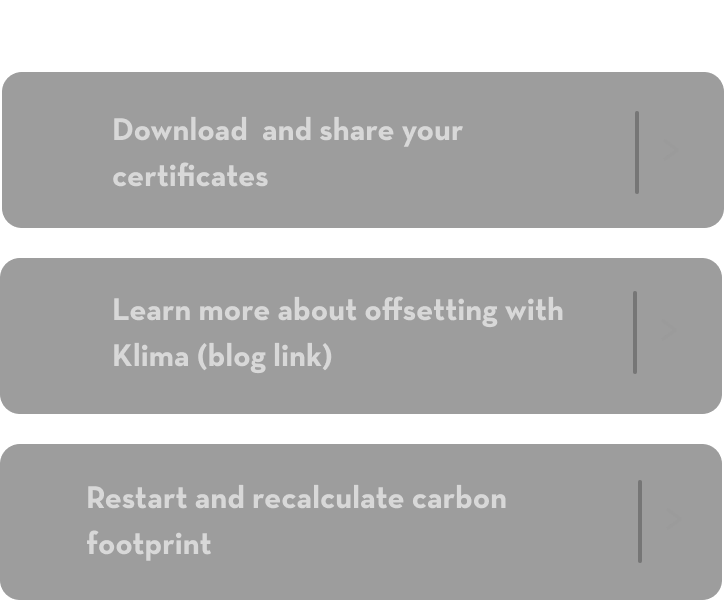 Download  and share your
certificates
Learn more about offsetting with
Klima (blog link)
Restart and recalculate carbon
footprint